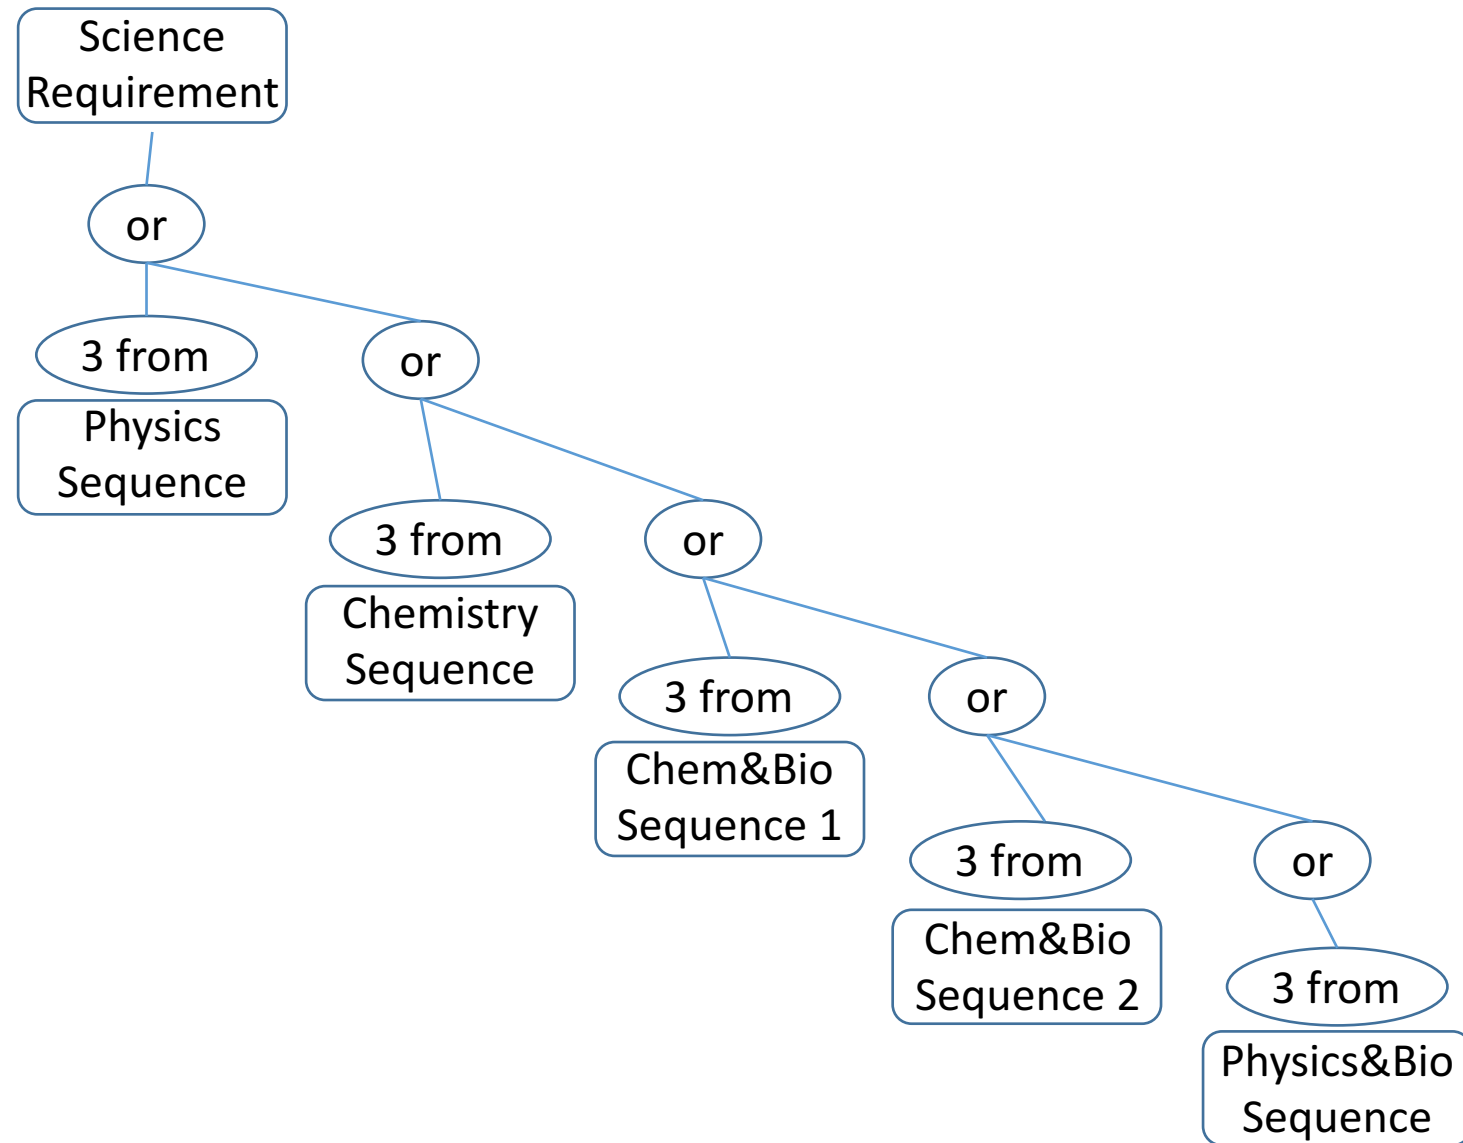 Science
Requirement
or
3 from
or
Physics
Sequence
3 from
or
Chemistry
Sequence
3 from
or
Chem&Bio
Sequence 1
3 from
or
Chem&Bio
Sequence 2
3 from
Physics&Bio
Sequence